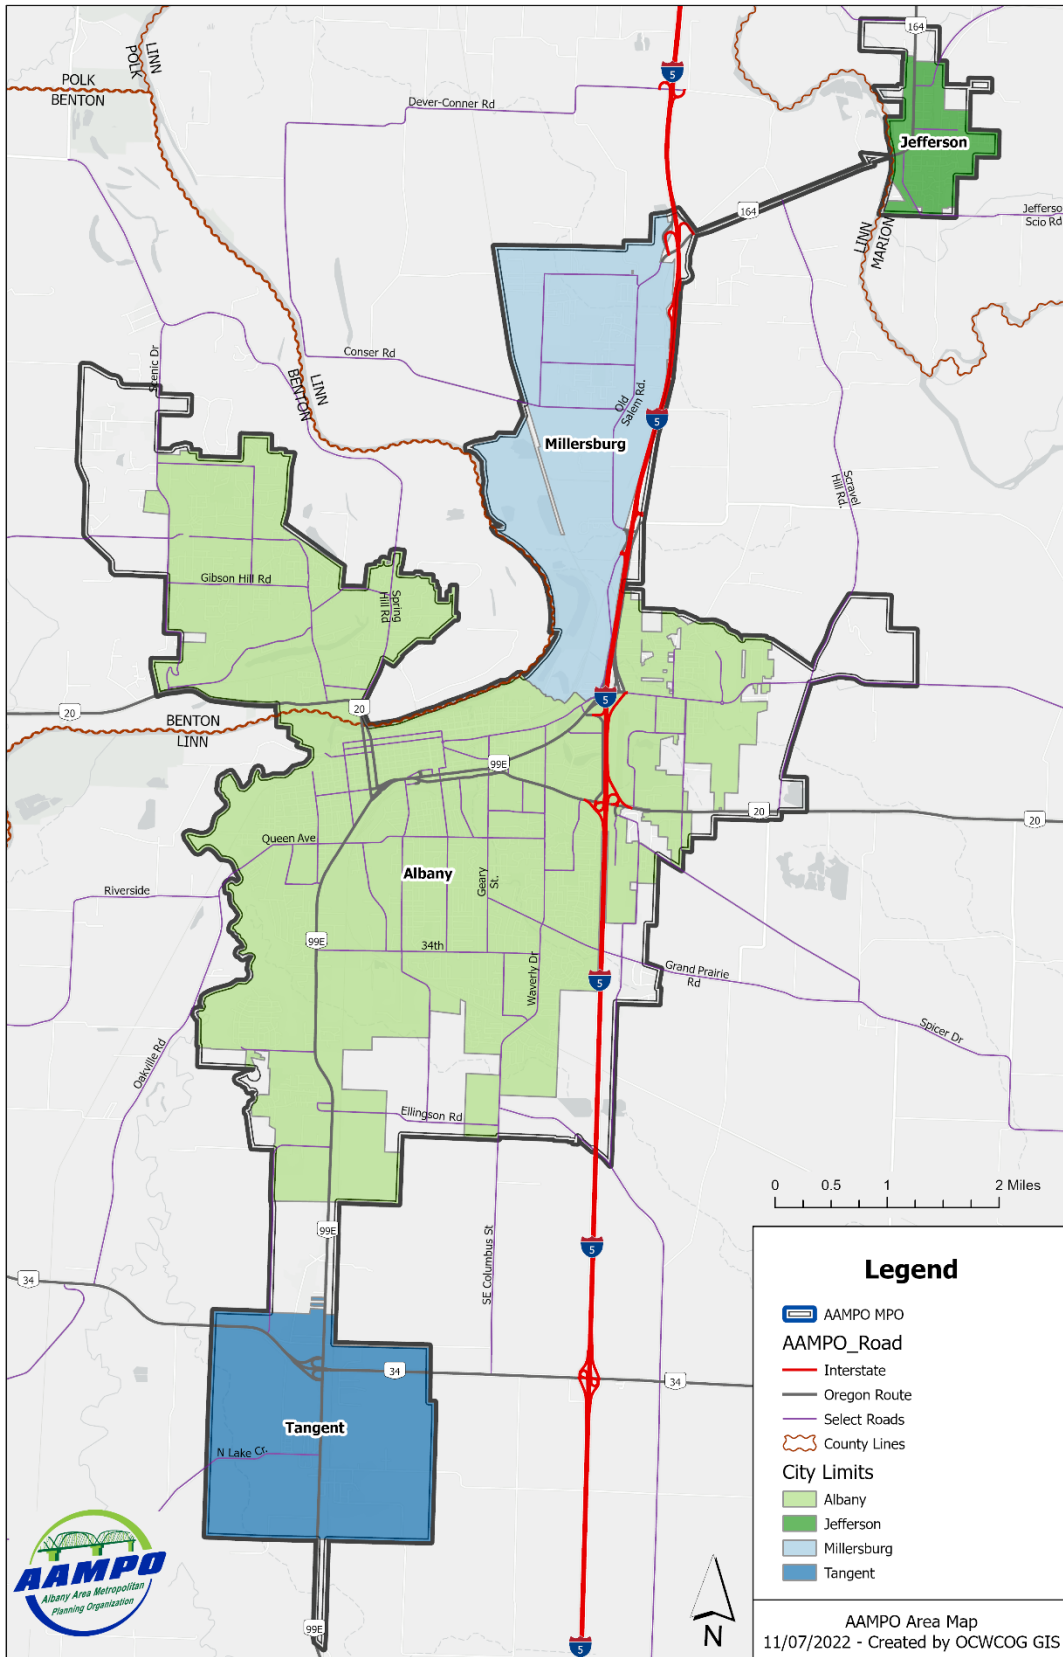 164
5
LINN
POLK
POLK
BENTON
Dever-Conner Rd
Jefferson
164
Jefferso
Scio Rd
LINN
MARION
Scenic Dr
Conser Rd
LINN
BENTON
Old
Salem Rd.
5
Millersburg
Scravel
Hill Rd.
Gibson Hill Rd
Spring
Hill Rd
20
20
5
BENTON
LINN
99E
20
20
Queen Ave
Albany
Geary
St.
Riverside
99E
34th
Waverly Dr
5
Grand Prairie
Rd
Spicer Dr
Oakville Rd
Ellingson Rd
0 0.5 1 2 Miles
99E
SE Columbus St
5
34
34
34
Tangent
N Lake Cr.
99E
5
Legend
AAMPO MPO
AAMPO_Road
Interstate
Oregon Route
Select Roads
County Lines
City Limits
Albany
Jefferson
Millersburg
Tangent
AAMPO
Albany Area Metropolitan
Planning Organization
N
AAMPO Area Map
11/07/2022 - Created by OCWCOG GIS